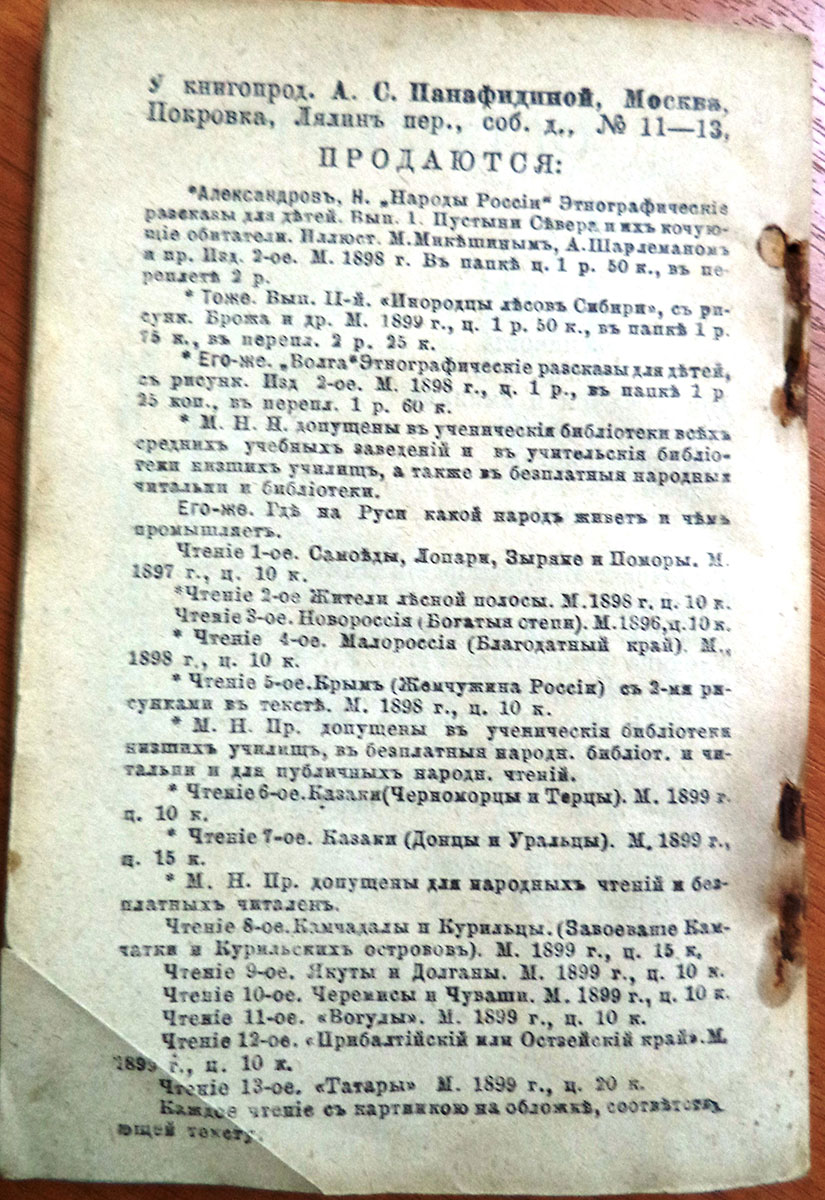 У книгопрод. А. С. Панафидиной, Москва,
Покровка, Лялинъ пер., соб. д., № 11—13,
ПРОДАЮТСЯ:
*Александровъ, Н. „Народы Россіи“ Этнографическіе
разсказы для дѣтей. Вып. 1. Пустыни Сѣвера и ихъ кочую-
щіе обитатели. Иллюст. М.Микѣшинымъ, А.Шарлеманомъ
и пр. Изд. 2-ое. М. 1898 г. Въ папкѣ ц. 1 р. 50 к., въ пе-
реплетѣ 2 р.
* Тоже. Вып. II-й. «Инородцы лѣсовъ Сибири», съ ри-
сунк. Брожа и др. М. 1899 г., ц. 1 р. 50 к., въ папкѣ 1 р.
75 к., въ перепл. 2 р. 25 к.
* Его-же. „Волга“ Этнографическіе разсказы для дѣтей,
съ рисунк. Изд 2-ое. М. 1898 г., ц. 1 р., въ папкѣ 1 р
25 коп., въ перепл. 1 р. 60 к.
* М. Н. П. допущены въ ученическія библіотеки всѣхъ
среднихъ учебныхъ заведеній и въ учительскія библіо-
теки низшихъ училищъ, а также въ безплатныя народныя
читальни и библіотеки.
Его-же. Гдѣ на Руси какой народъ живетъ и чѣмъ
промышляетъ.
Чтеніе 1-ое. Самоѣды, Лопари, Зыряне и Поморы. М.
1897 г., ц. 10 к.
*Чтеніе 2-ое Жители лѣсной полосы. М.1898 г. ц. 10 к.
Чтеніе 3-ое. Новороссія (Богатыя степи). М.1896,ц.10 к.
* Чтеніе 4-ое. Малороссія (Благодатный край). М.,
1898 г., ц. 10 к.
* Чтеніе 5-ое.Крымъ (Жемчужина Россіи) съ 2-мя ри-
сунками въ текстѣ. М. 1898 г., ц. 10 к.
* М. Н. Пр. допущены въ ученическія библіотеки
низшихъ училищъ, въ безплатныя народн. библіот. и чи-
тальни и для публичныхъ народн. чтеній.
* Чтеніе 6-ое.Казаки(Черноморцы и Терцы). М. 1899 г.
ц. 10 к.
* Чтеніе 7-ое. Казаки (Донцы и Уральцы). М. 1899 г.,
ц. 15 к.
* М. Н. Пр. допущены для народныхъ чтеній и без-
платныхъ читаленъ.
Чтеніе 8-ое.Камчадалы и Курильцы. (Завоеваніе Кам-
чатки и Курильскихъ острововъ). М. 1899 г., ц. 15 к.
Чтеніе 9-ое. Якуты и Долганы. М. 1899 г., ц. 10 к.
Чтеніе 10-ое. Черемисы и Чуваши. М. 1899 г., ц. 10 к.
Чтеніе 11-ое. «Вогулы». М. 1899 г., ц. 10 к.
Чтеніе 12-ое. «Прибалтійскій или Остзейскій край».М.
1899 г., ц. 10 к.
Чтеніе 13-ое. «Татары» М. 1899 г., ц. 20 к.
Каждое чтеніе съ картинкою на обложкѣ, соотвѣтству
ющей тексту.